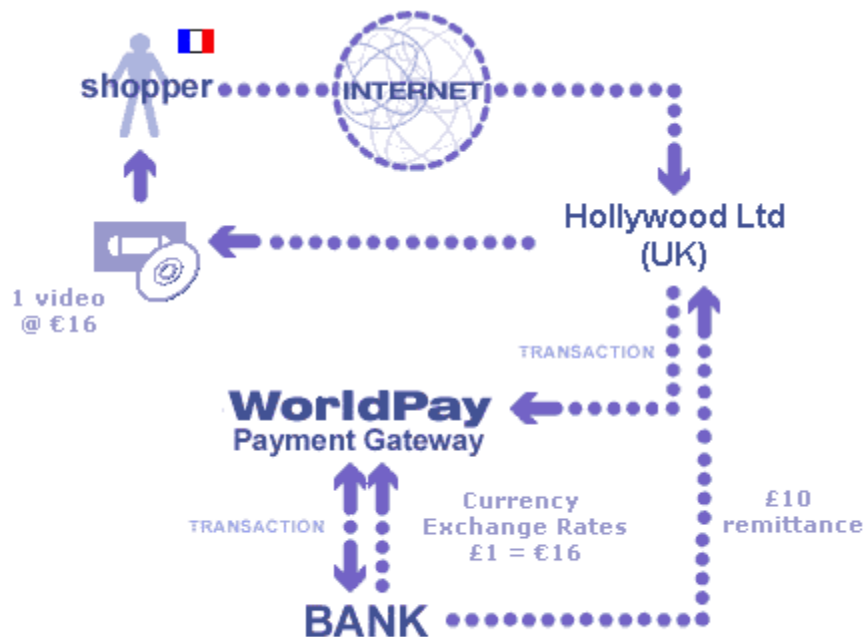 shopper
INTERNET
Hollywood Ltd
(UK)
1 video
@ €16
TRANSACTION
WorldPay
Payment Gateway
TRANSACTION
Currency
Exchange Rates
£1 = €16
£10
remittance
BANK